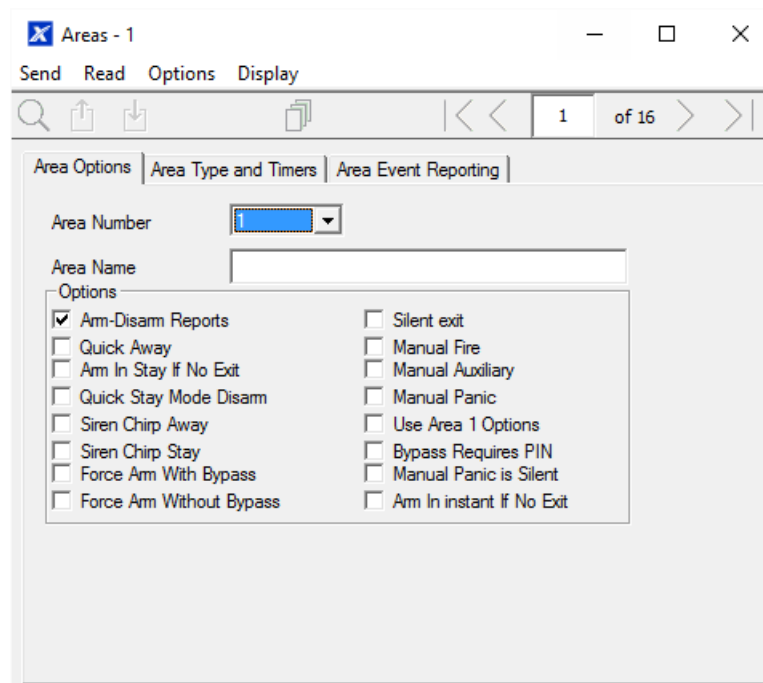 Areas - 1
Send Read Options Display
1 of 16
Area Options Area Type and Timers Area Event Reporting
Area Number 1
Area Name
Options
Arm-Disarm Reports Silent exit
Quick Away Manual Fire
Arm In Stay If No Exit Manual Auxiliary
Quick Stay Mode Disarm Manual Panic
Siren Chirp Away Use Area 1 Options
Siren Chirp Stay Bypass Requires PIN
Force Arm With Bypass Manual Panic is Silent
Force Arm Without Bypass Arm In instant If No Exit